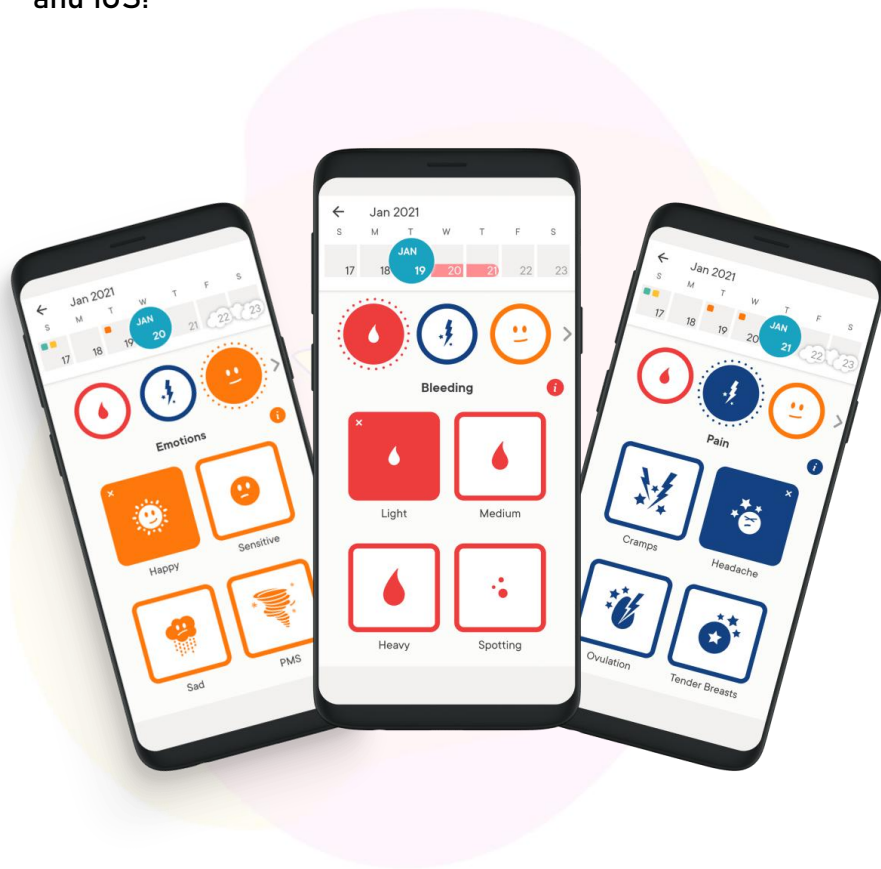 and iOS!
Jan 2021
S M T W T F S
17 18 19 JAN 20 21 22 23
Emotions
i
Happy Sensitive
Sad PMS
Jan 2021
S M T W T F S
17 18 JAN 19 20 21 22 23
Bleeding
i
Light Medium
Heavy Spotting
Jan 2021
S M T W T F S
17 18 19 20 JAN 21 22 23
Pain
i
Cramps Headache
Ovulation Tender Breasts